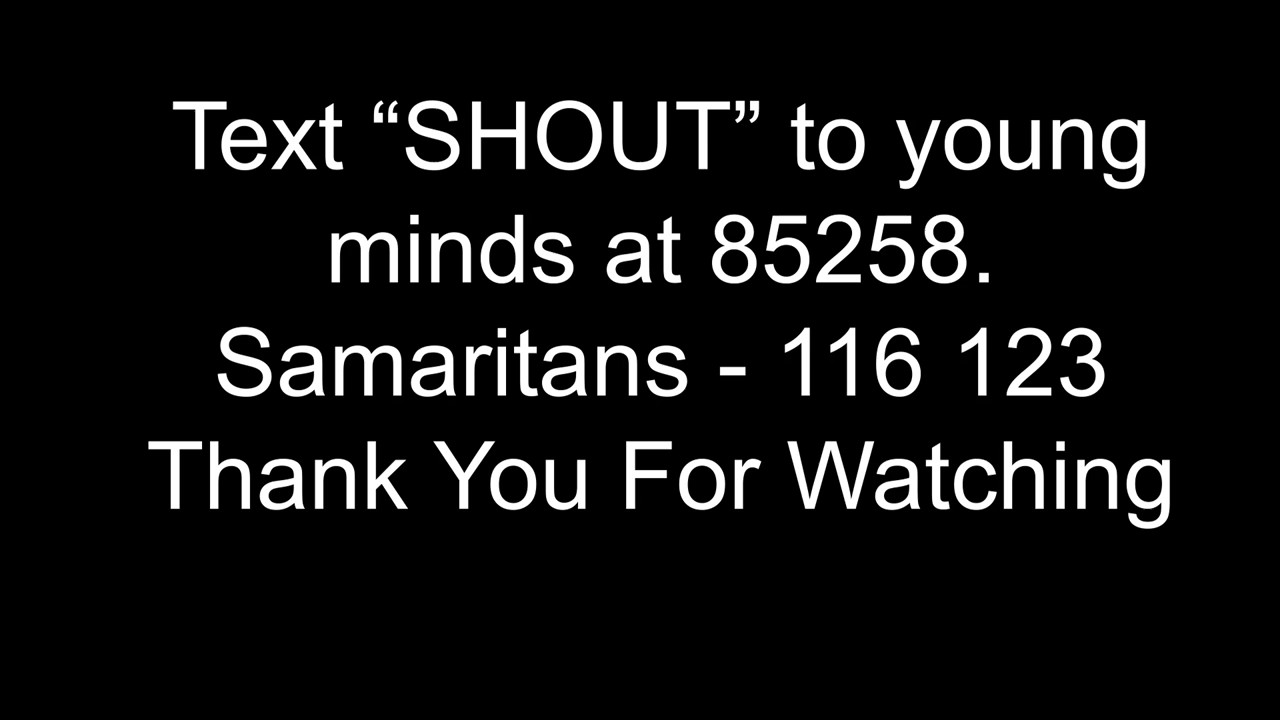 Text “SHOUT” to young
minds at 85258.
Samaritans - 116 123
Thank You For Watching